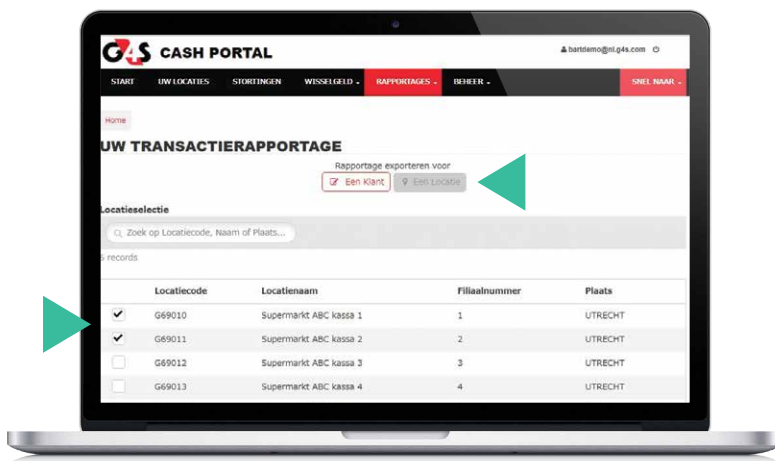 G4S CASH PORTAL
bartdemo@nl.g4s.com
START UW LOCATIES STORTINGEN WISSELGELD RAPPORTAGES BEHEER SNEL NAAR
Home
UW TRANSACTIERAPPORTAGE
Rapportage exporteren voor
Een Klant Een Locatie
Locatieselectie
Zoek op Locatiecode, Naam of Plaats...
5 records
Locatiecode Locatienaam Filiaalnummer Plaats
G69010 Supermarkt ABC kassa 1 1 UTRECHT
G69011 Supermarkt ABC kassa 2 2 UTRECHT
G69012 Supermarkt ABC kassa 3 3 UTRECHT
G69013 Supermarkt ABC kassa 4 4 UTRECHT